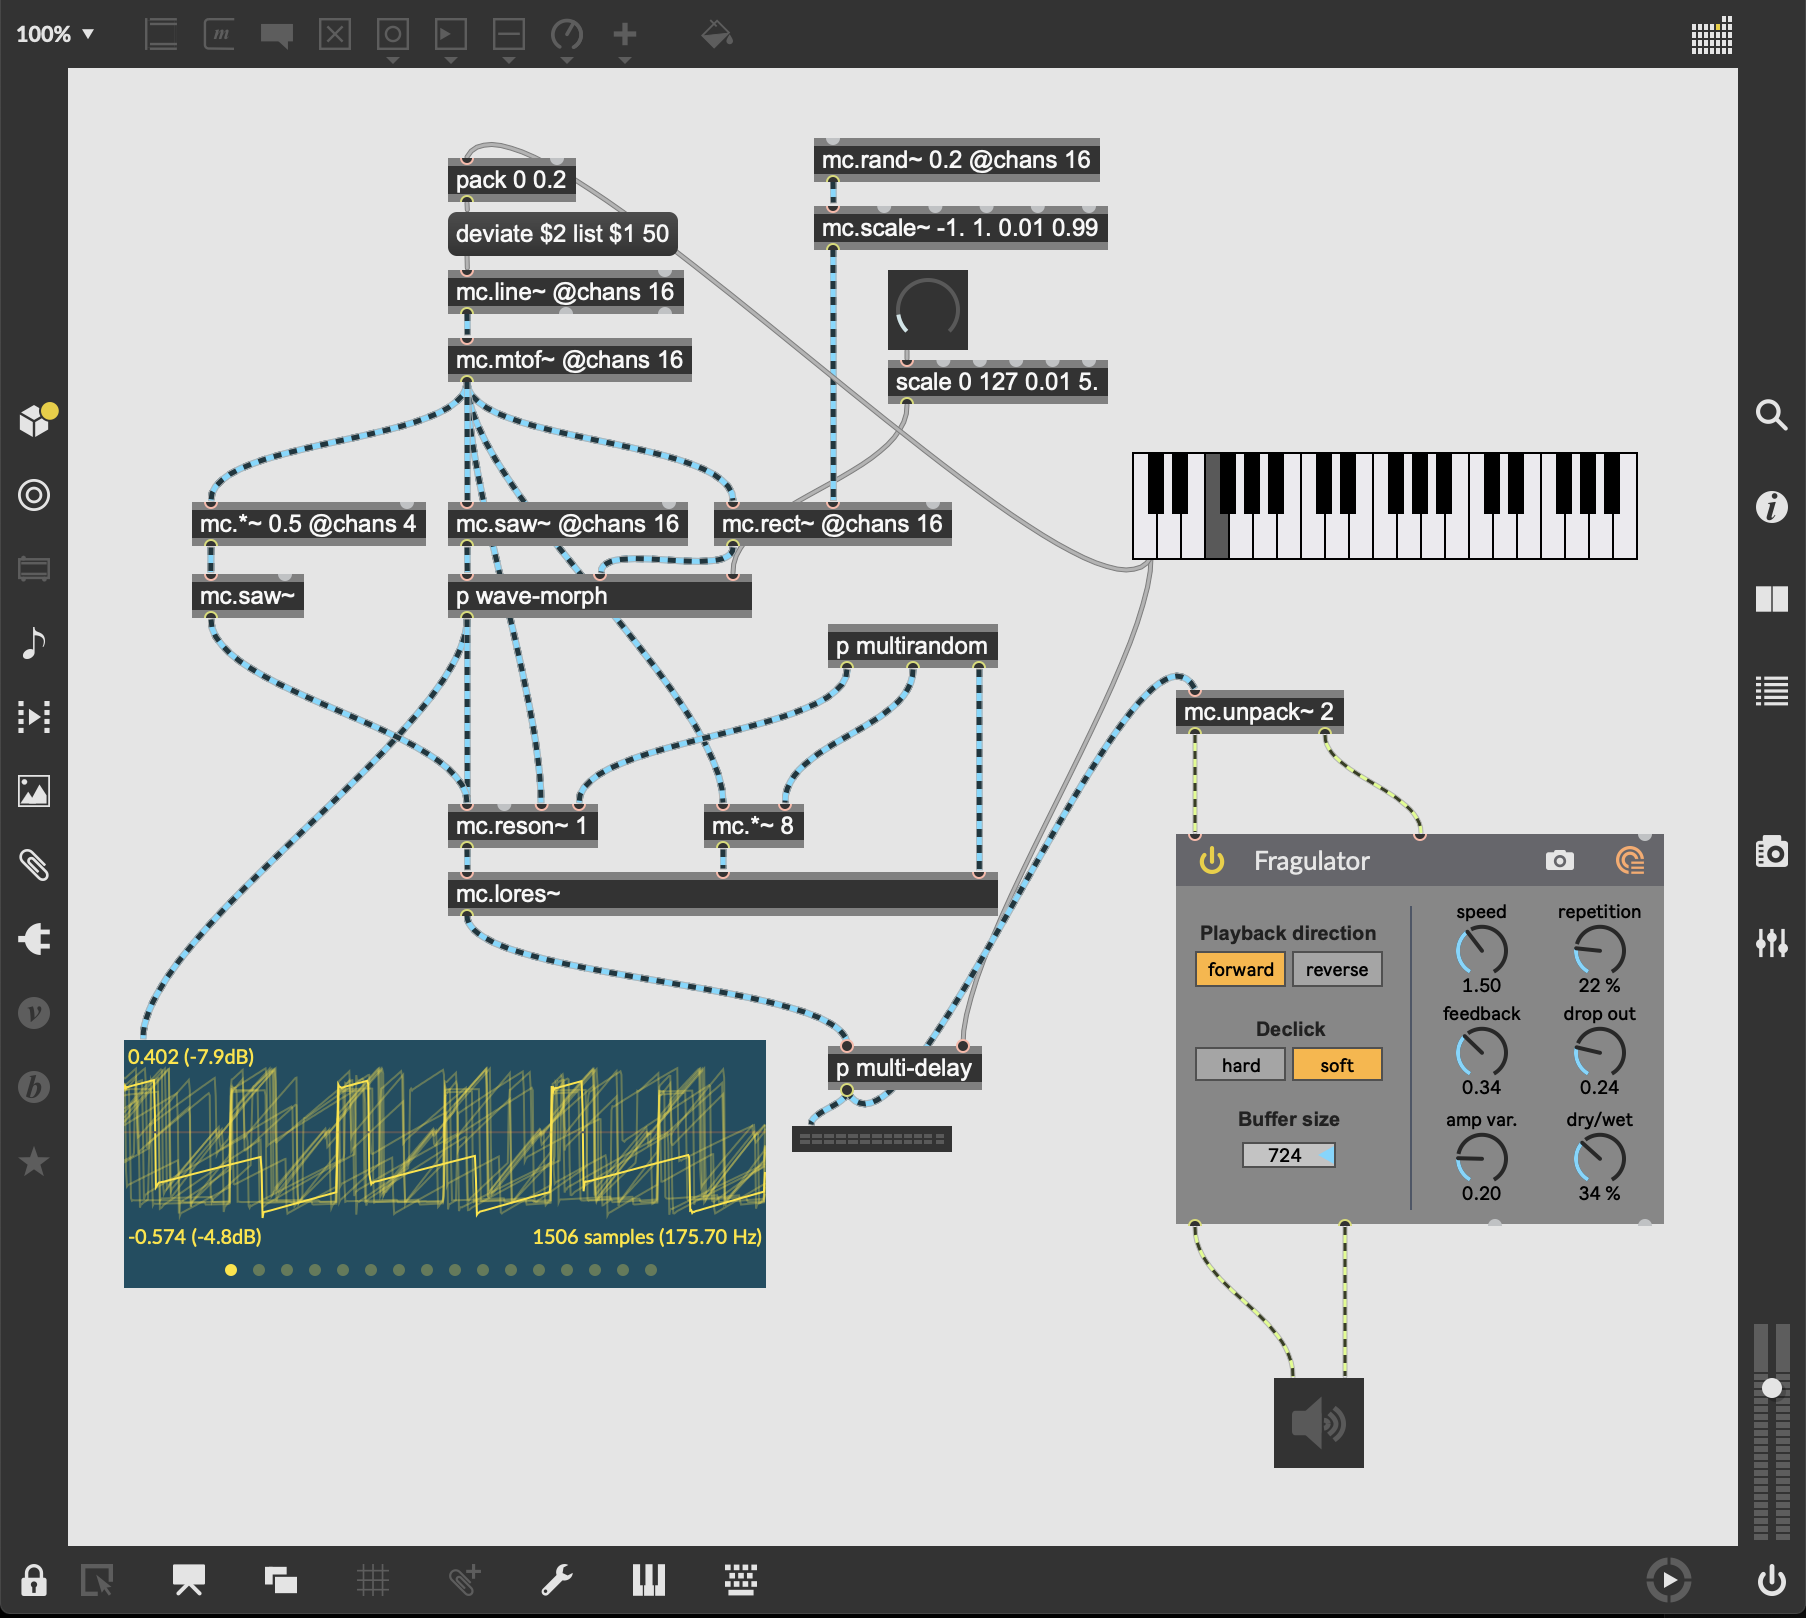 100%
m
pack 0 0.2
deviate $2 list $1 50
mc.line~ @chans 16
mc.mtof~ @chans 16
mc.rand~ 0.2 @chans 16
mc.scale~ -1. 1. 0.01 0.99
scale 0 127 0.01 5.
mc.*~ 0.5 @chans 4
mc.saw~ @chans 16
mc.rect~ @chans 16
mc.saw~
p wave-morph
p multirandom
mc.unpack~ 2
mc.reson~ 1
mc.*~ 8
mc.lores~
p multi-delay
0.402 (-7.9dB)
-0.574 (-4.8dB)
1506 samples (175.70 Hz)
Fragulator
Playback direction
forward
reverse
Declick
hard
soft
Buffer size
724
speed
1.50
repetition
22 %
feedback
0.34
drop out
0.24
amp var.
0.20
dry/wet
34 %
i
v
b